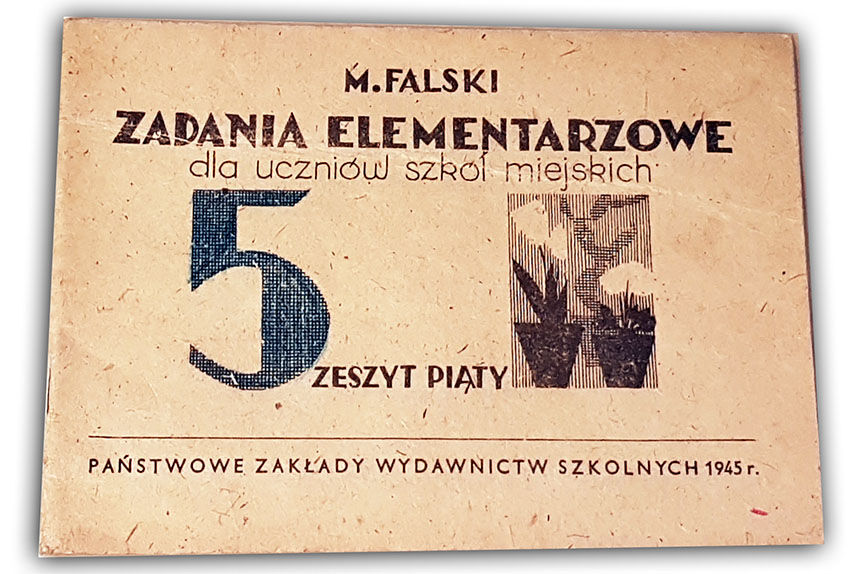 M. FALSKI
ZADANIA ELEMENTARZOWE
dla uczniów szkół miejskich
5
ZESZYT PIĄTY
PAŃSTWOWE ZAKŁADY WYDAWNICTW SZKOLNYCH 1945 r.